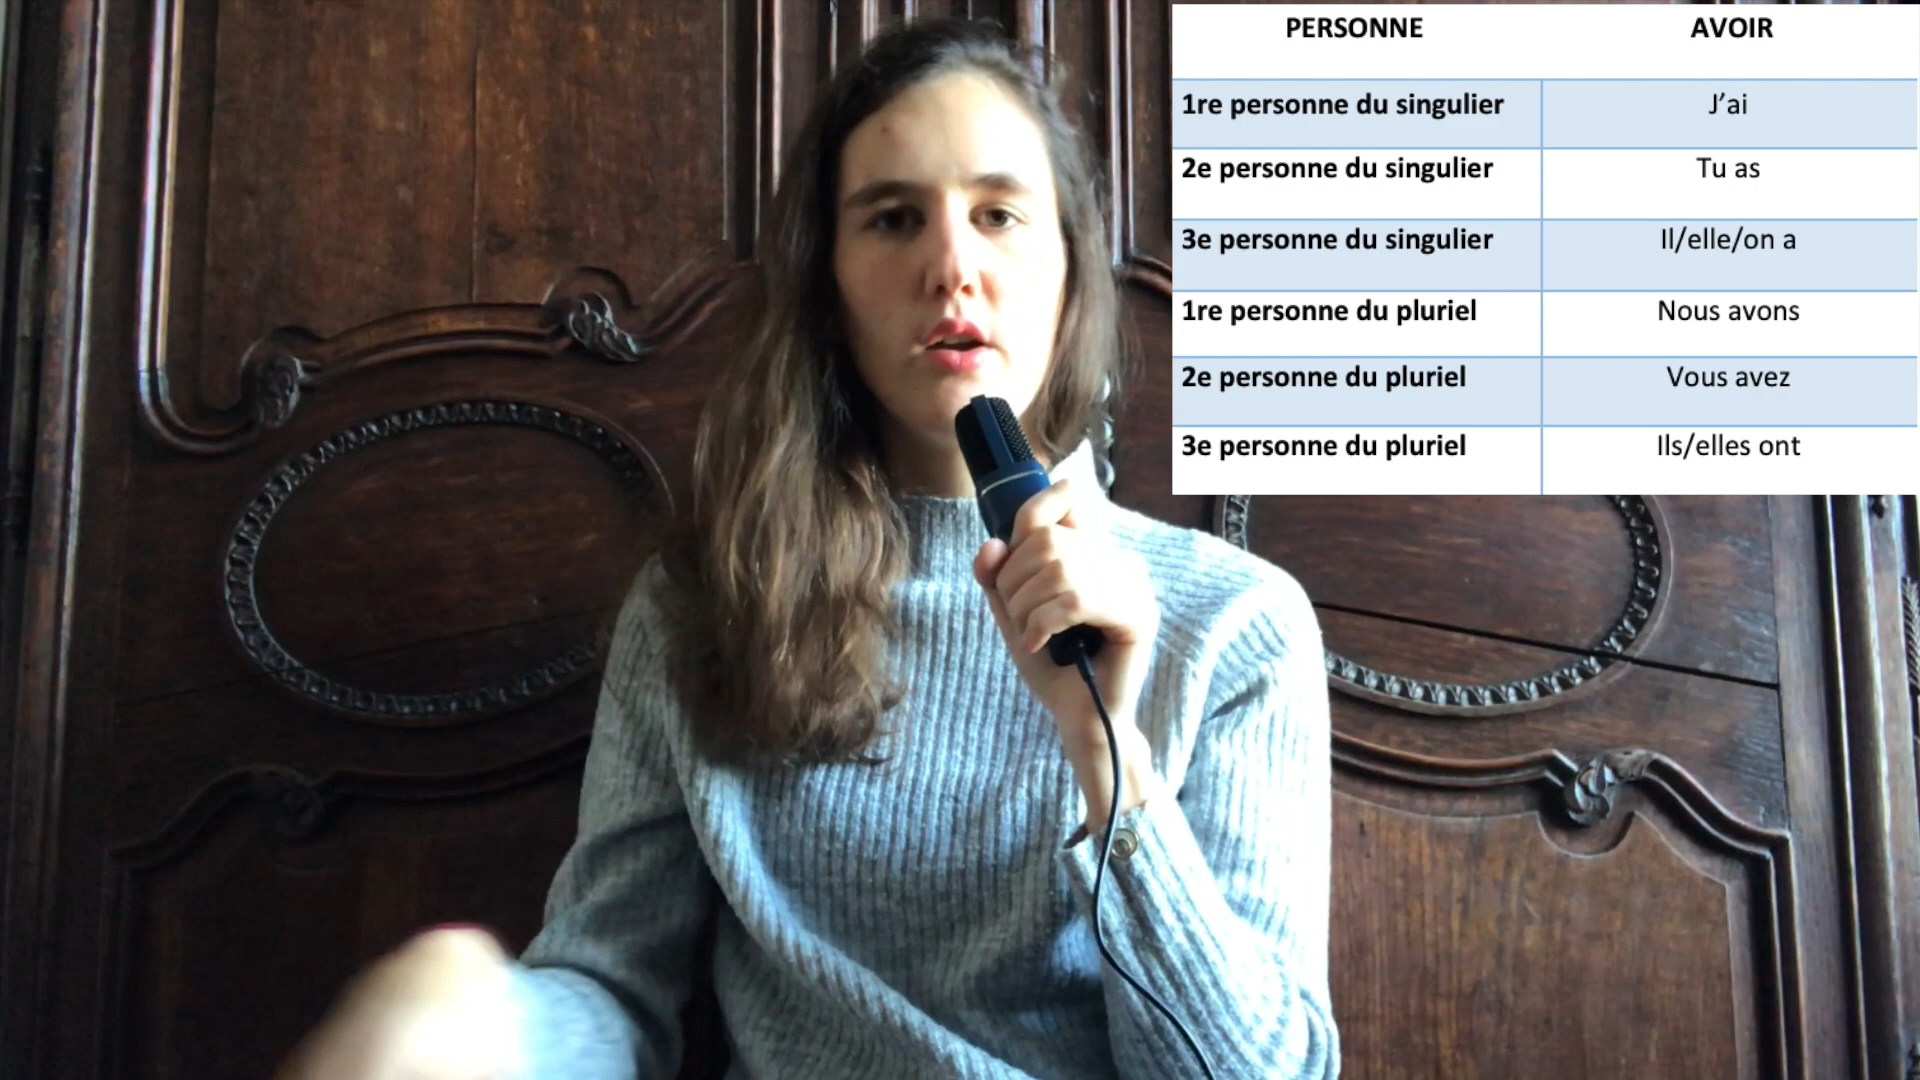 PERSONNE AVOIR
1re personne du singulier J’ai
2e personne du singulier Tu as
3e personne du singulier Il/elle/on a
1re personne du pluriel Nous avons
2e personne du pluriel Vous avez
3e personne du pluriel Ils/elles ont